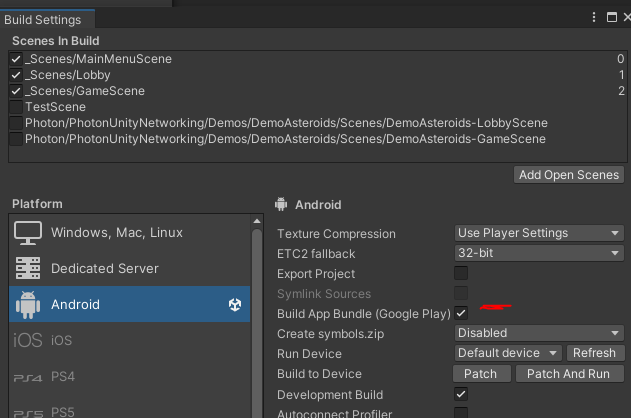 Build Settings
Scenes In Build
_Scenes/MainMenuScene 0
_Scenes/Lobby 1
_Scenes/GameScene 2
TestScene
Photon/PhotonUnityNetworking/Demos/DemoAsteroids/Scenes/DemoAsteroids-LobbyScene
Photon/PhotonUnityNetworking/Demos/DemoAsteroids/Scenes/DemoAsteroids-GameScene
Add Open Scenes
Platform
Windows, Mac, Linux
Dedicated Server
Android
iOS iOS
PS4 PS4
PS5 PS5
Android
Texture Compression Use Player Settings
ETC2 fallback 32-bit
Export Project
Symlink Sources
Build App Bundle (Google Play)
Create symbols.zip Disabled
Run Device Default device Refresh
Build to Device Patch Patch And Run
Development Build
Autoconnect Profiler